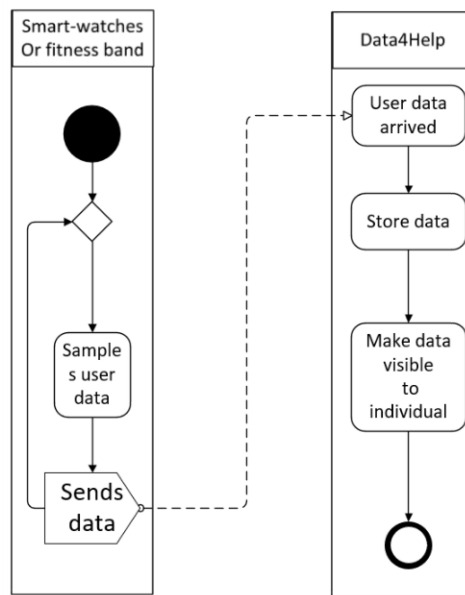 Smart-watches
Or fitness band
Sample
s user
data
Sends
data
Data4Help
User data
arrived
Store data
Make data
visible
to
individual